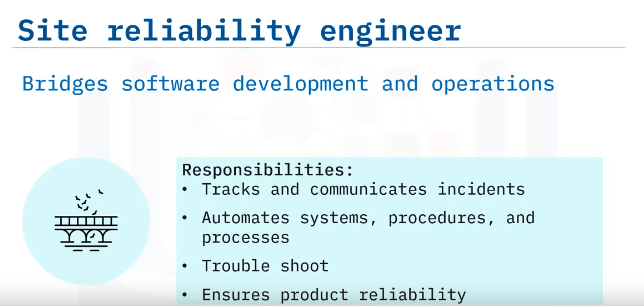 Site reliability engineer
Bridges software development and operations
Responsibilities:
• Tracks and communicates incidents
• Automates systems, procedures, and
processes
• Trouble shoot
• Ensures product reliability